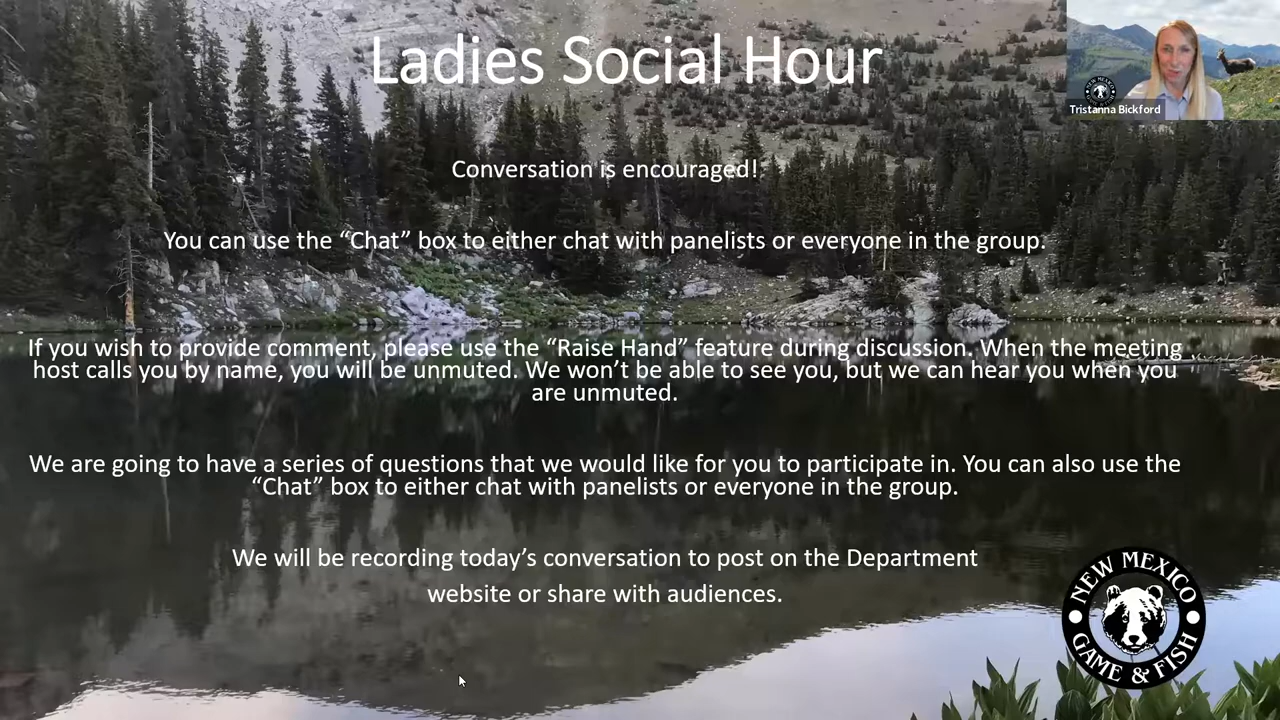 Ladies Social Hour
Tristanna Bickford
Conversation is encouraged!
You can use the “Chat” box to either chat with panelists or everyone in the group.
If you wish to provide comment, please use the “Raise Hand” feature during discussion. When the meeting
host calls you by name, you will be unmuted. We won’t be able to see you, but we can hear you when you
are unmuted.
We are going to have a series of questions that we would like for you to participate in. You can also use the
“Chat” box to either chat with panelists or everyone in the group.
We will be recording today’s conversation to post on the Department
website or share with audiences.
NEW MEXICO
GAME & FISH